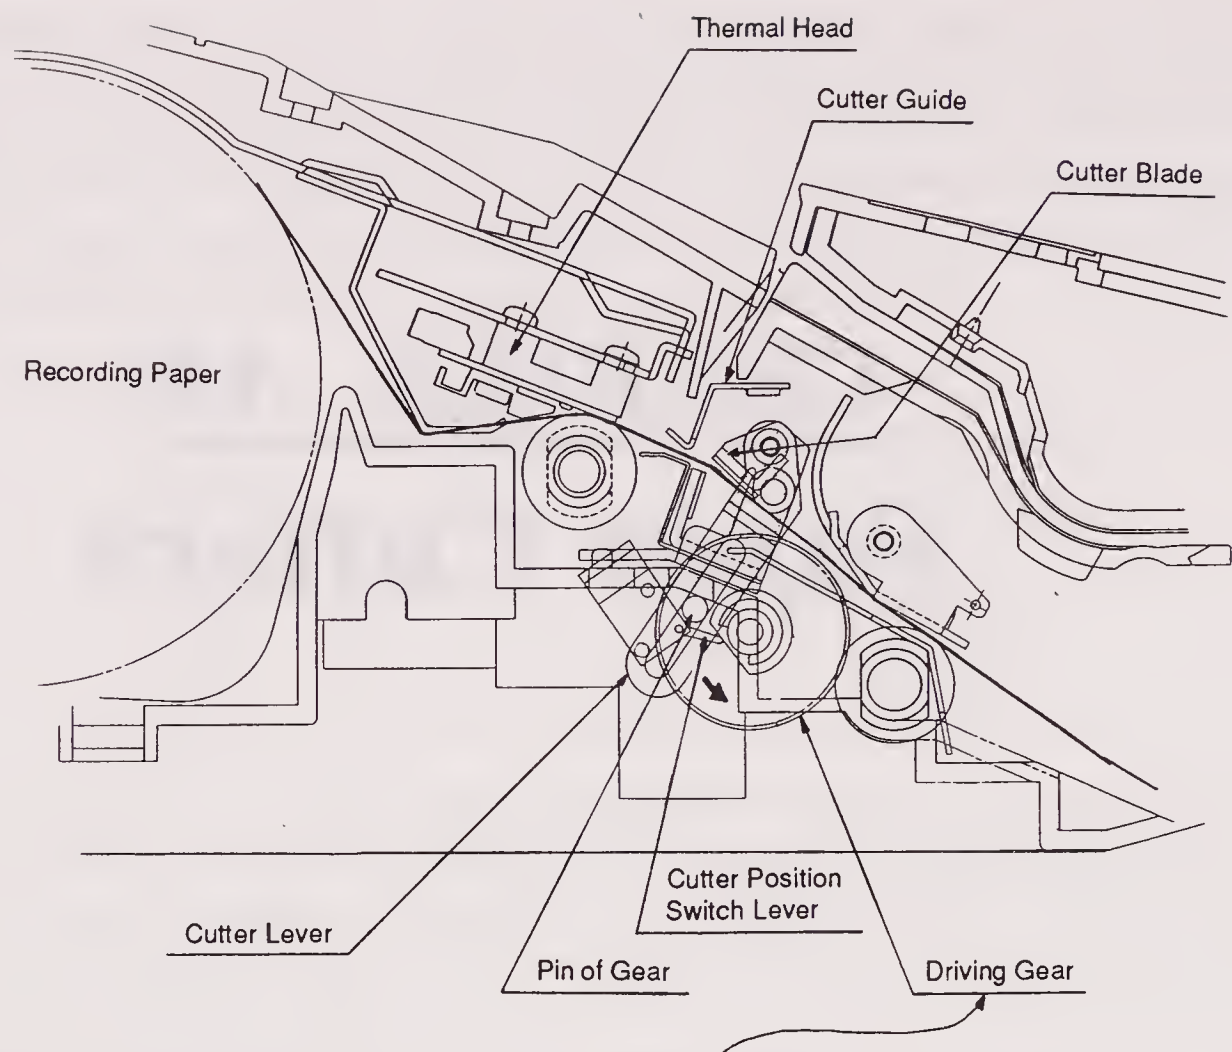 Thermal Head
Cutter Guide
Cutter Blade
Recording Paper
Cutter Position
Switch Lever
Cutter Lever
Pin of Gear
Driving Gear